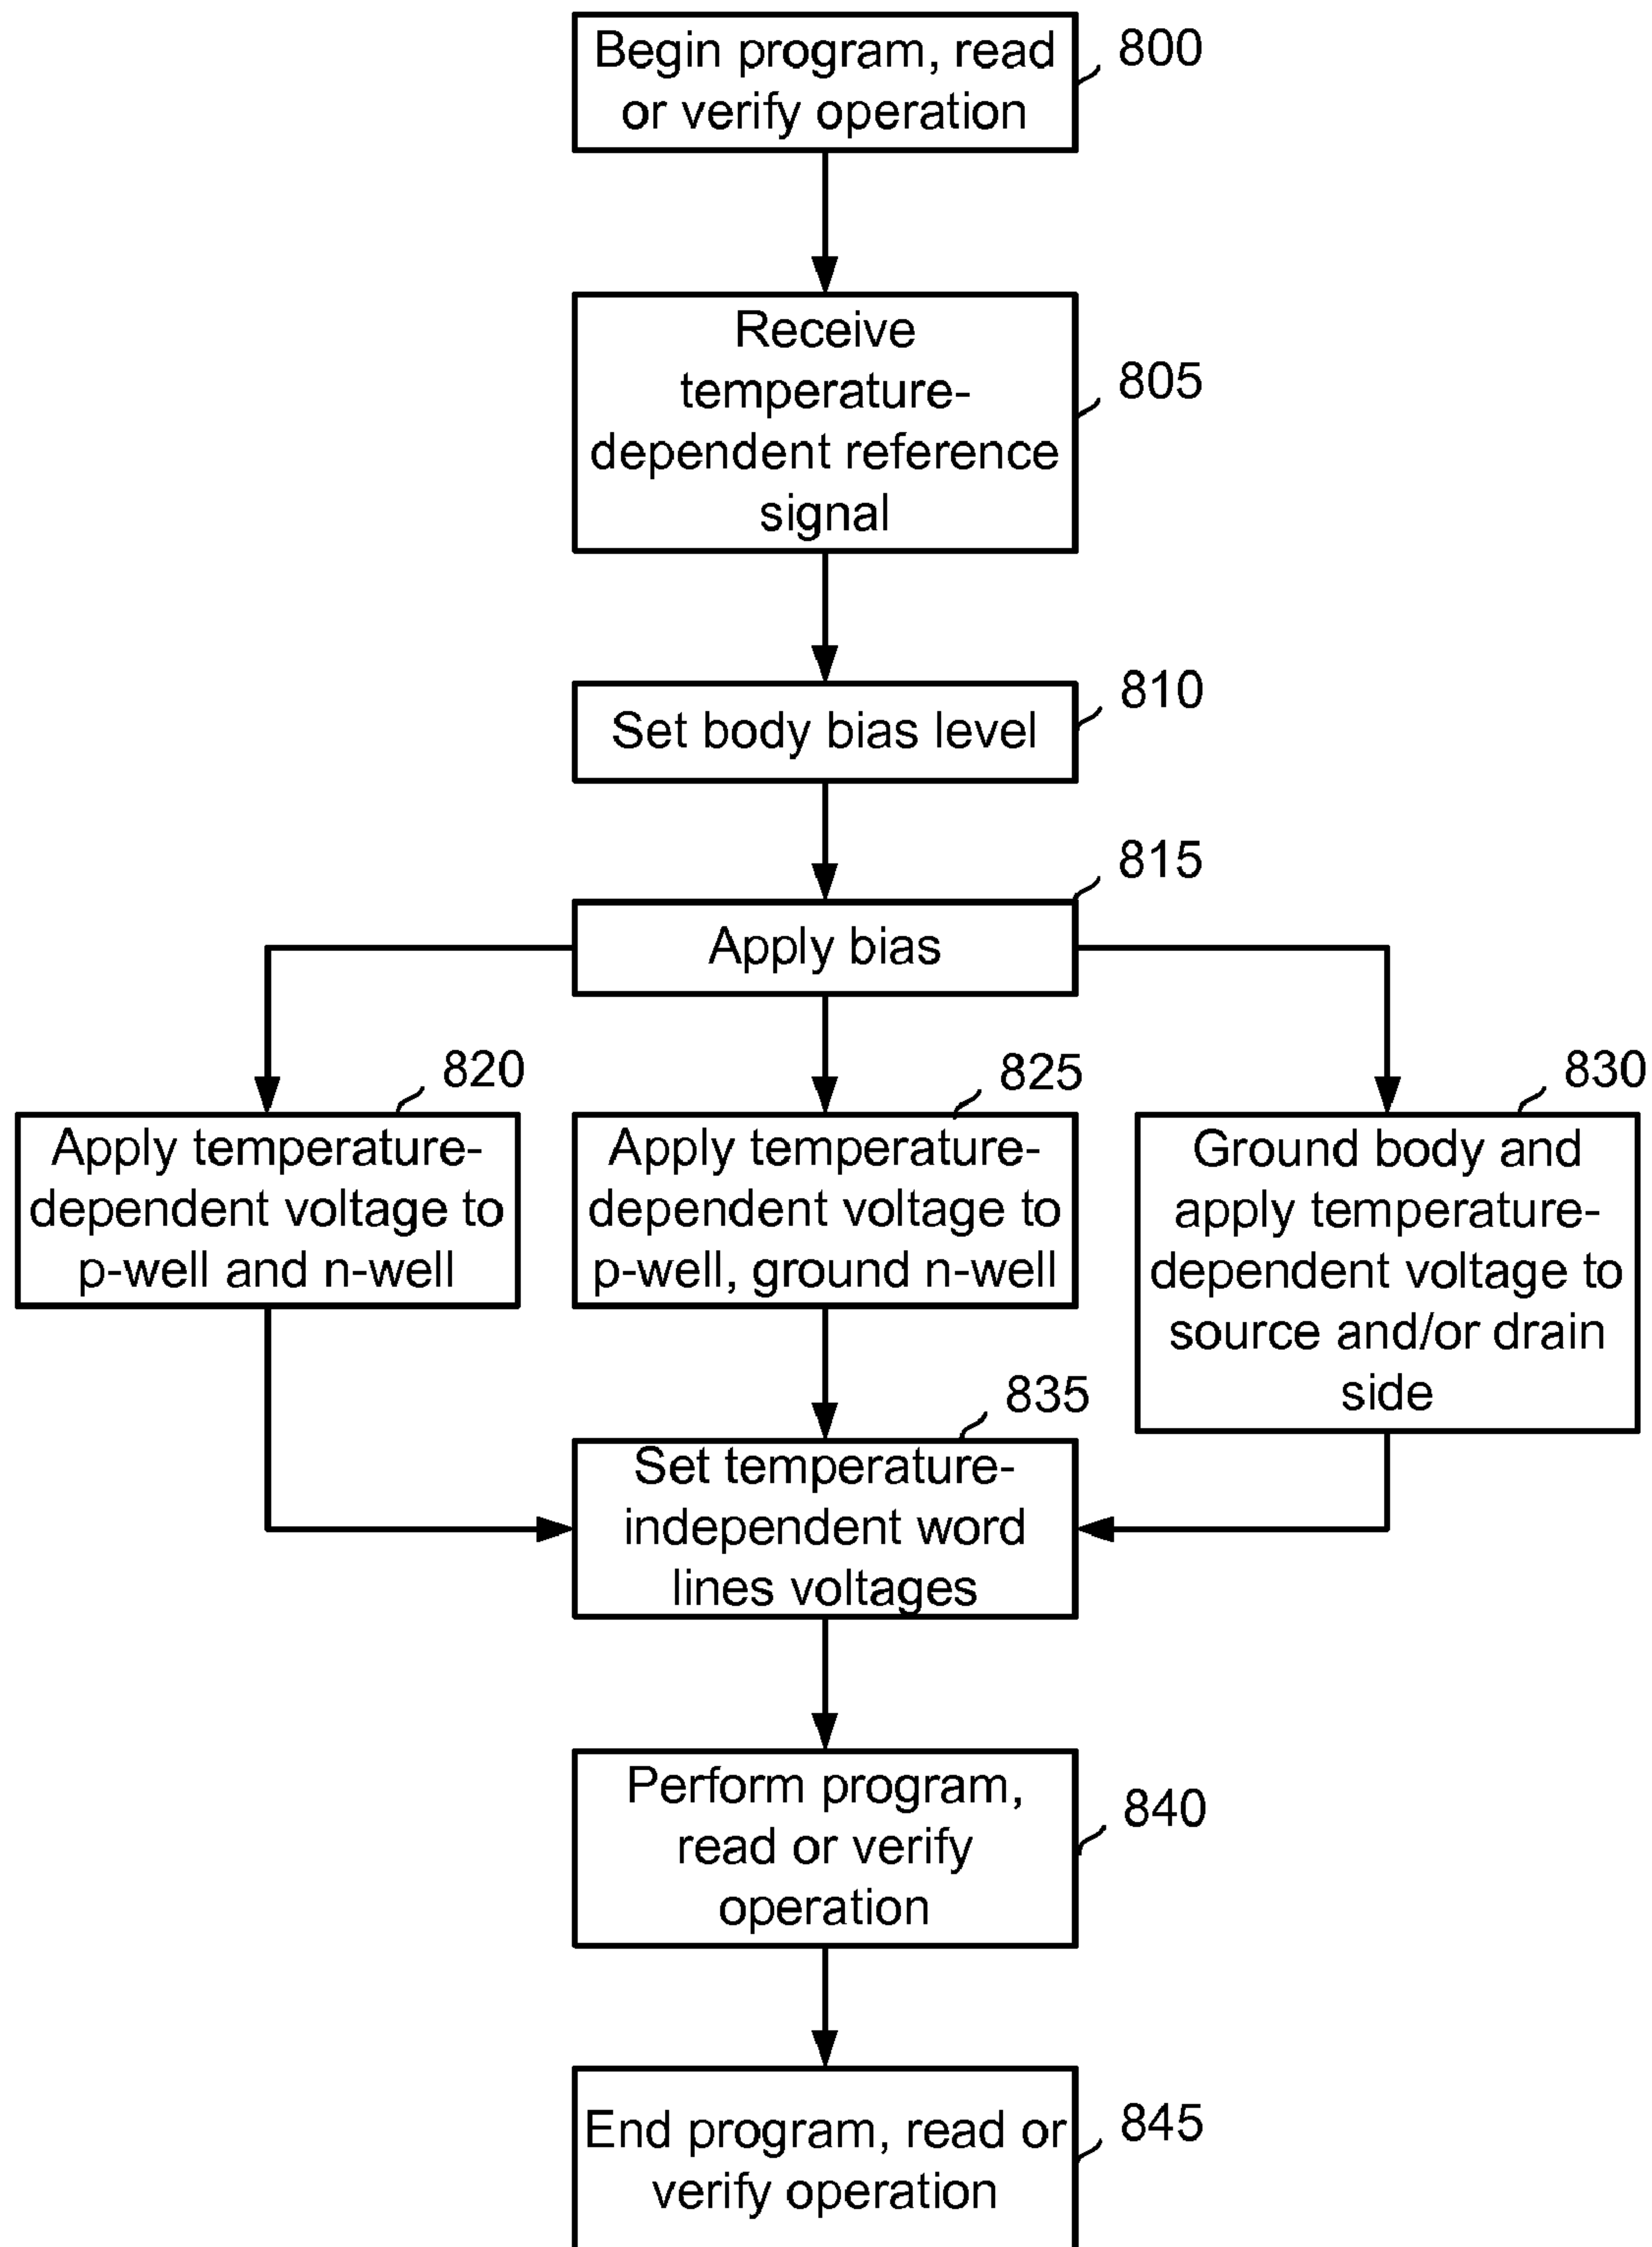 Begin program, read
or verify operation
800
Receive
temperature-
dependent reference
signal
805
Set body bias level
810
815
Apply bias
820
Apply temperature-
dependent voltage to
p-well and n-well
825
Apply temperature-
dependent voltage to
p-well, ground n-well
830
Ground body and
apply temperature-
dependent voltage to
source and/or drain
side
835
Set temperature-
independent word
lines voltages
Perform program,
read or verify
operation
840
End program, read or
verify operation
845